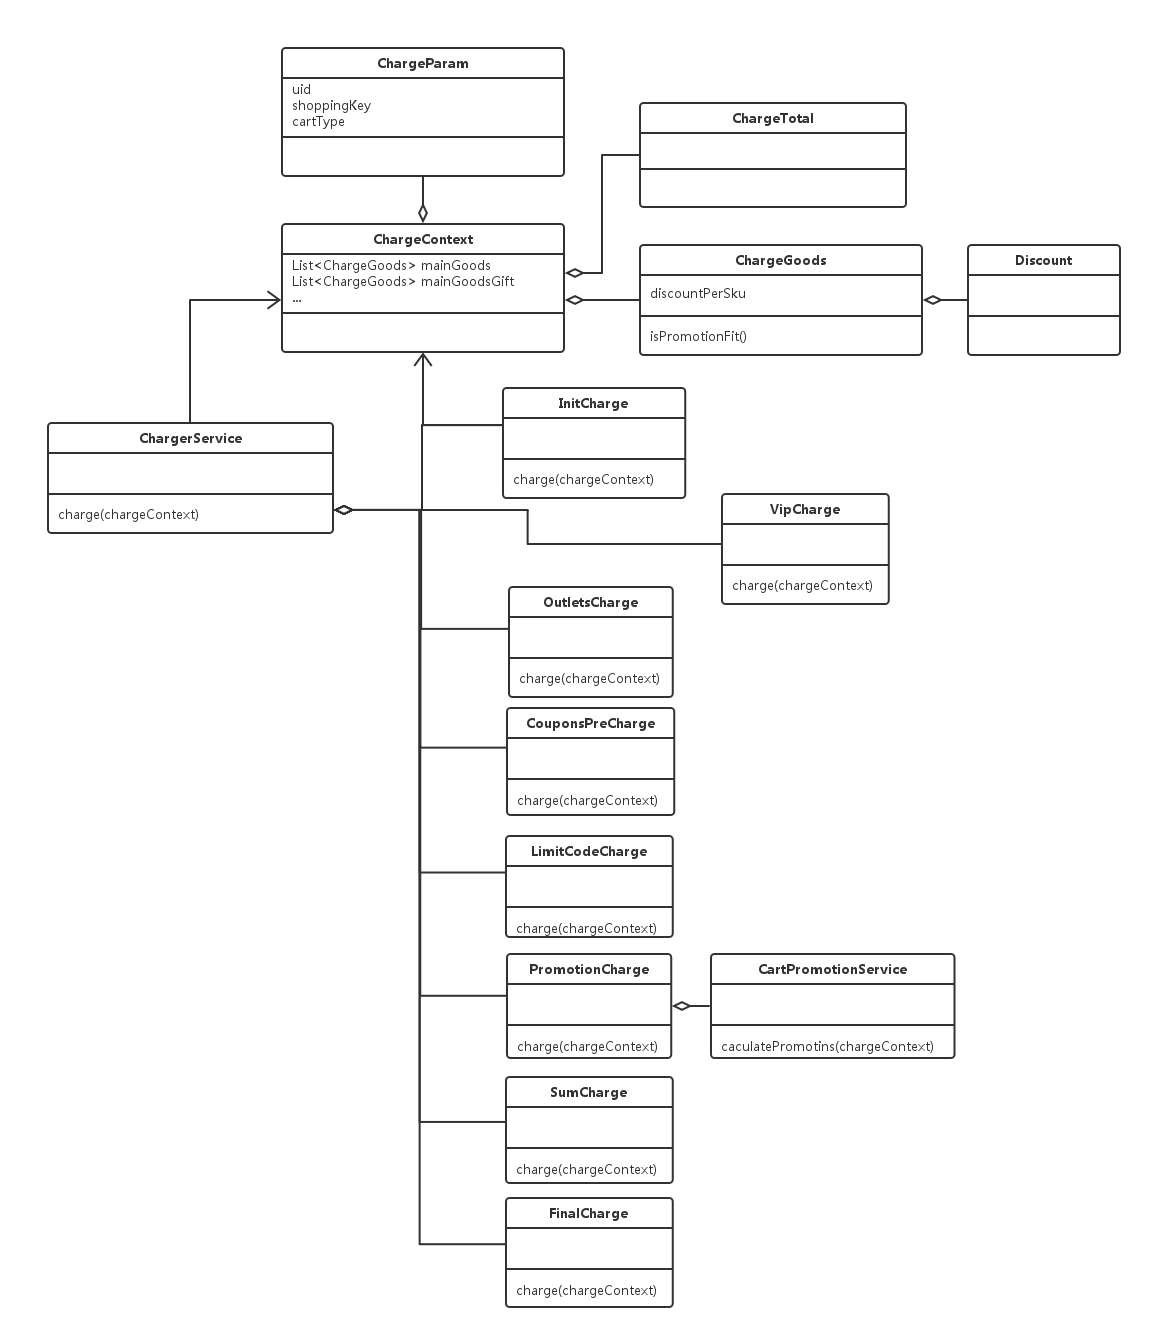 ChargeParam
uid
shoppingKey
cartType
ChargeTotal
ChargeContext
List<ChargeGoods> mainGoods
List<ChargeGoods> mainGoodsGift
...
ChargeGoods
discountPerSku
isPromotionFit()
Discount
InitCharge
charge(chargeContext)
ChargerService
charge(chargeContext)
VipCharge
charge(chargeContext)
OutletsCharge
charge(chargeContext)
CouponsPreCharge
charge(chargeContext)
LimitCodeCharge
charge(chargeContext)
PromotionCharge
charge(chargeContext)
CartPromotionService
caculatePromotins(chargeContext)
SumCharge
charge(chargeContext)
FinalCharge
charge(chargeContext)